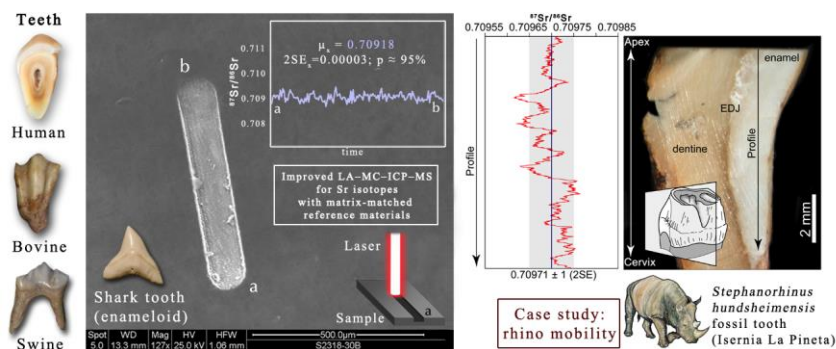 Teeth
Human
Bovine
Swine
0.711
0.710
0.709
0.708
⁸⁷Sr/⁸⁶Sr
μₓ = 0.70918
2SEₓ=0.00003; p ≈ 95%
a
b
time
b
Improved LA–MC–ICP–MS
for Sr isotopes
with matrix-matched
reference materials
Laser
Sample
a
a
Shark tooth
(enameloid)
Spot WD Mag HV HFW
5.0 13.3 mm 127x 25.0 kV 1.06 mm
500.0μm
S2318-30B
⁸⁷Sr/⁸⁶Sr
0.70955 0.70965 0.70975 0.70985
Profile
0.70971 ± 1 (2SE)
Apex
enamel
EDJ
dentine
Profile
2 mm
Cervix
Case study:
rhino mobility
Stephanorhinus
hundsheimensis
fossil tooth
(Isernia La Pineta)